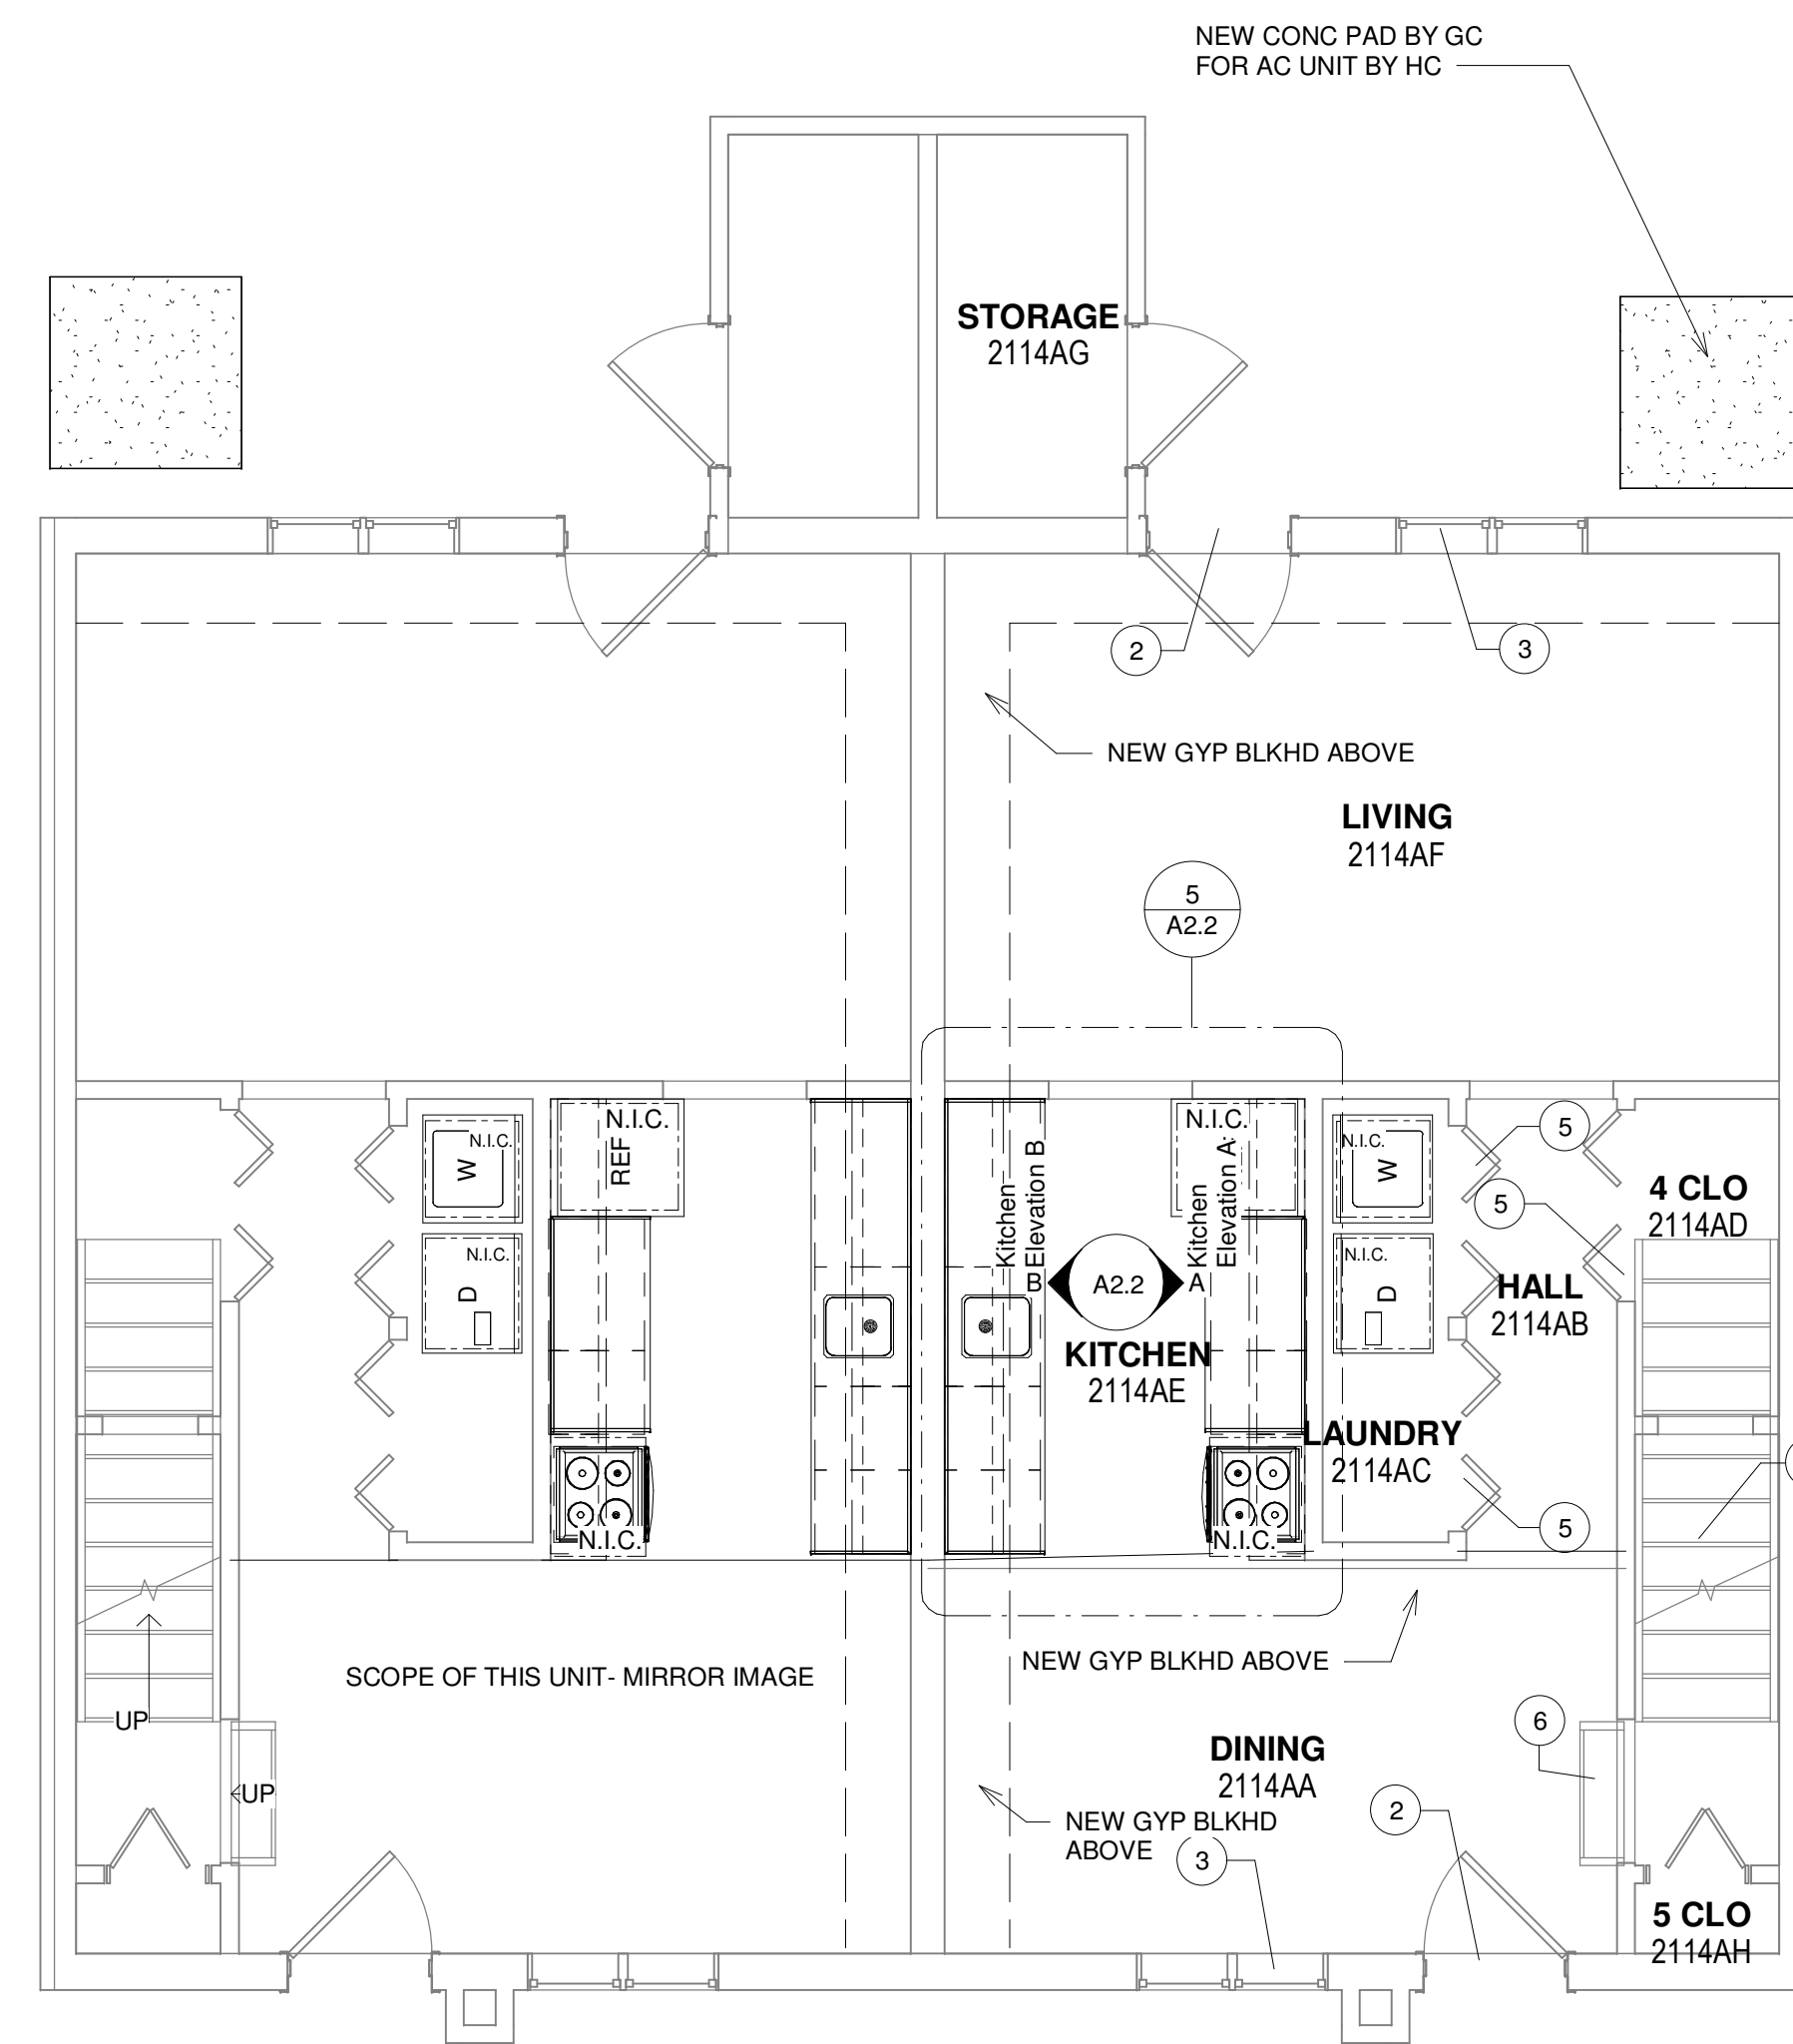 NEW CONC PAD BY GC
FOR AC UNIT BY HC
STORAGE
2114AG
2
3
NEW GYP BLKHD ABOVE
LIVING
2114AF
5
A2.2
N.I.C.
REF
N.I.C.
W
N.I.C.
D
N.I.C.
Kitchen
Elevation B
N.I.C.
Kitchen
Elevation A
B
A2.2
A
KITCHEN
2114AE
N.I.C.
W
N.I.C.
D
5
5
4 CLO
2114AD
HALL
2114AB
LAUNDRY
2114AC
5
N.I.C.
N.I.C.
SCOPE OF THIS UNIT- MIRROR IMAGE
NEW GYP BLKHD ABOVE
UP
UP
6
DINING
2114AA
2
NEW GYP BLKHD
ABOVE
3
5 CLO
2114AH